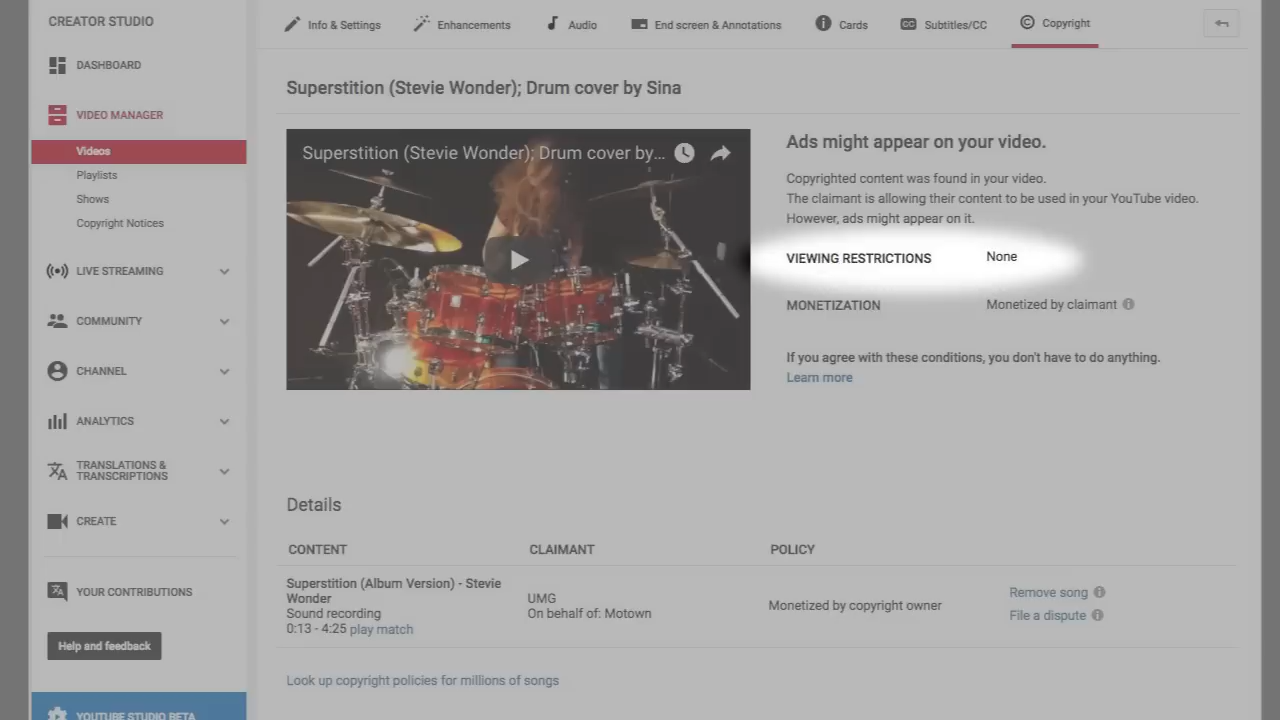 CREATOR STUDIO
DASHBOARD
VIDEO MANAGER
Videos
Playlists
Shows
Copyright Notices
LIVE STREAMING
COMMUNITY
CHANNEL
ANALYTICS
TRANSLATIONS &
TRANSCRIPTIONS
CREATE
YOUR CONTRIBUTIONS
Help and feedback
YOUTUBE STUDIO BETA
Info & Settings
Enhancements
Audio
End screen & Annotations
Cards
CC Subtitles/CC
© Copyright
Superstition (Stevie Wonder); Drum cover by Sina
Superstition (Stevie Wonder); Drum cover by...
Ads might appear on your video.
Copyrighted content was found in your video.
The claimant is allowing their content to be used in your YouTube video.
However, ads might appear on it.
VIEWING RESTRICTIONS None
MONETIZATION Monetized by claimant
If you agree with these conditions, you don't have to do anything.
Learn more
Details
CONTENT CLAIMANT POLICY
Superstition (Album Version) - Stevie
Wonder
Sound recording
0:13 - 4:25 play match
UMG
On behalf of: Motown
Monetized by copyright owner
Remove song
File a dispute
Look up copyright policies for millions of songs